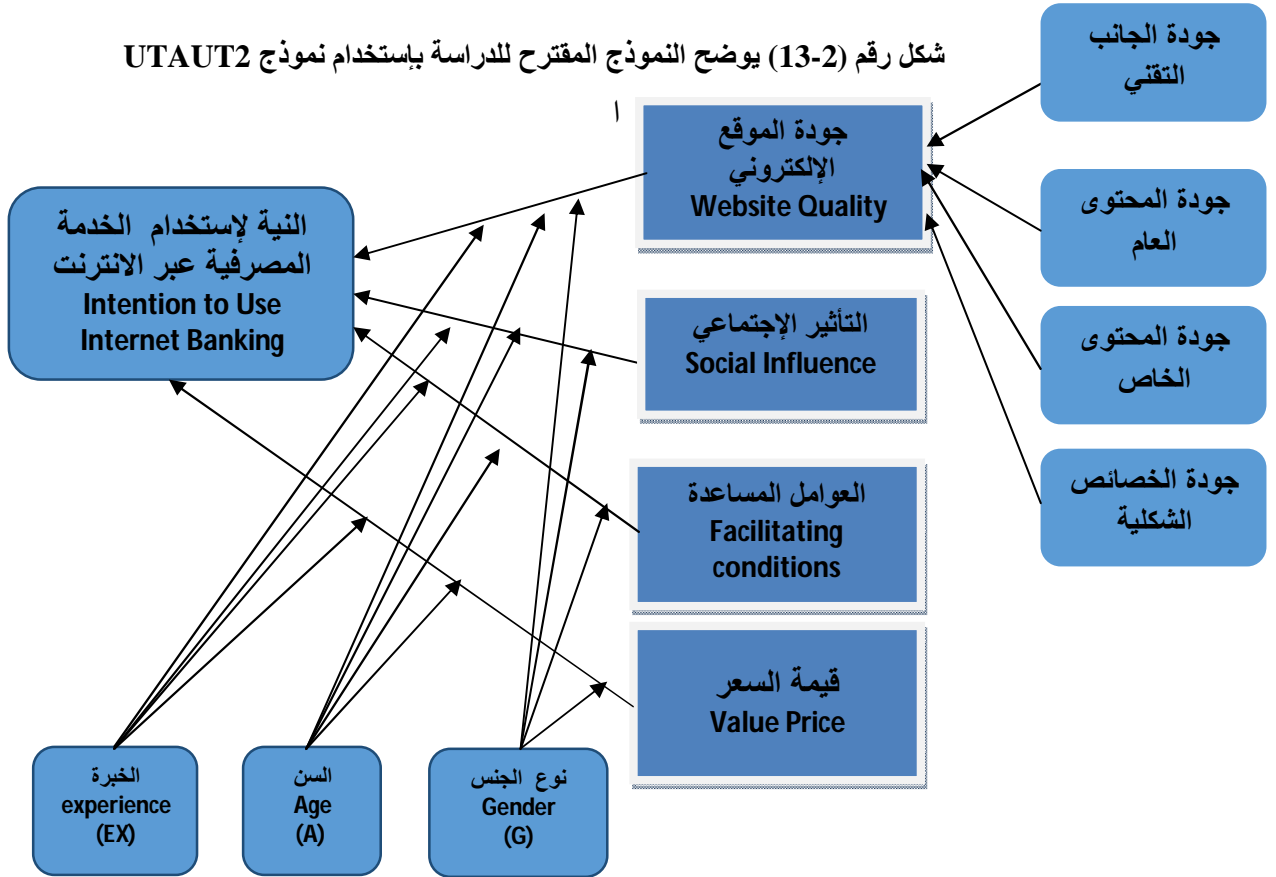 شكل رقم (2-13) يوضح النموذج المقترح للدراسة بإستخدام نموذج UTAUT2
ا
جودة الجانب
التقني
جودة الموقع
الإلكتروني
Website Quality
جودة المحتوى
العام
النية لإستخدام الخدمة
المصرفية عبر الانترنت
Intention to Use
Internet Banking
التأثير الإجتماعي
Social Influence
جودة المحتوى
الخاص
جودة الخصائص
الشكلية
العوامل المساعدة
Facilitating
conditions
قيمة السعر
Value Price
الخبرة
experience
(EX)
السن
Age
(A)
نوع الجنس
Gender
(G)